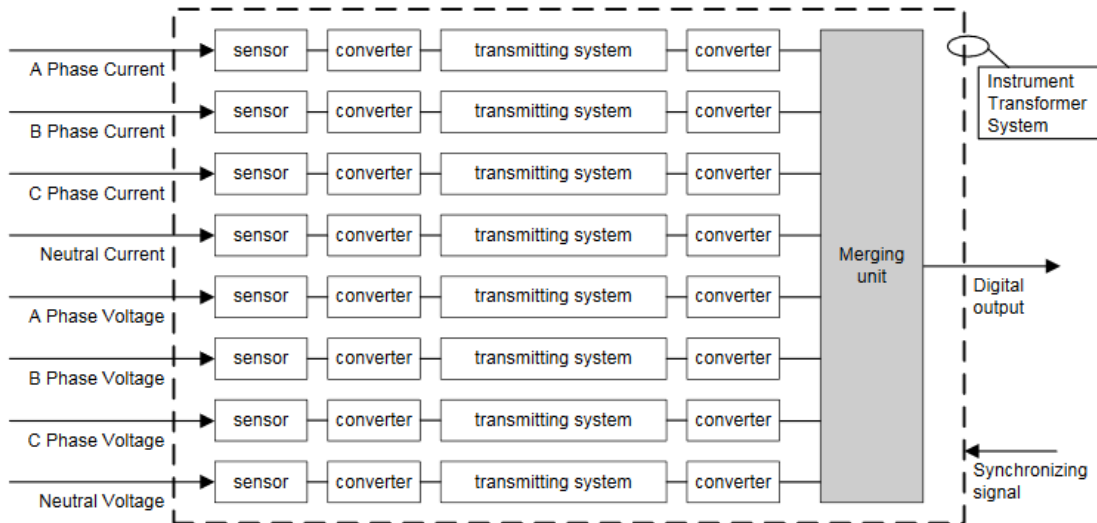 sensor converter transmitting system converter
A Phase Current
Instrument
Transformer
System
sensor converter transmitting system converter
B Phase Current
sensor converter transmitting system converter
C Phase Current
sensor converter transmitting system converter
Neutral Current
Merging
unit
sensor converter transmitting system converter
A Phase Voltage
Digital
output
sensor converter transmitting system converter
B Phase Voltage
sensor converter transmitting system converter
C Phase Voltage
Synchronizing
signal
sensor converter transmitting system converter
Neutral Voltage